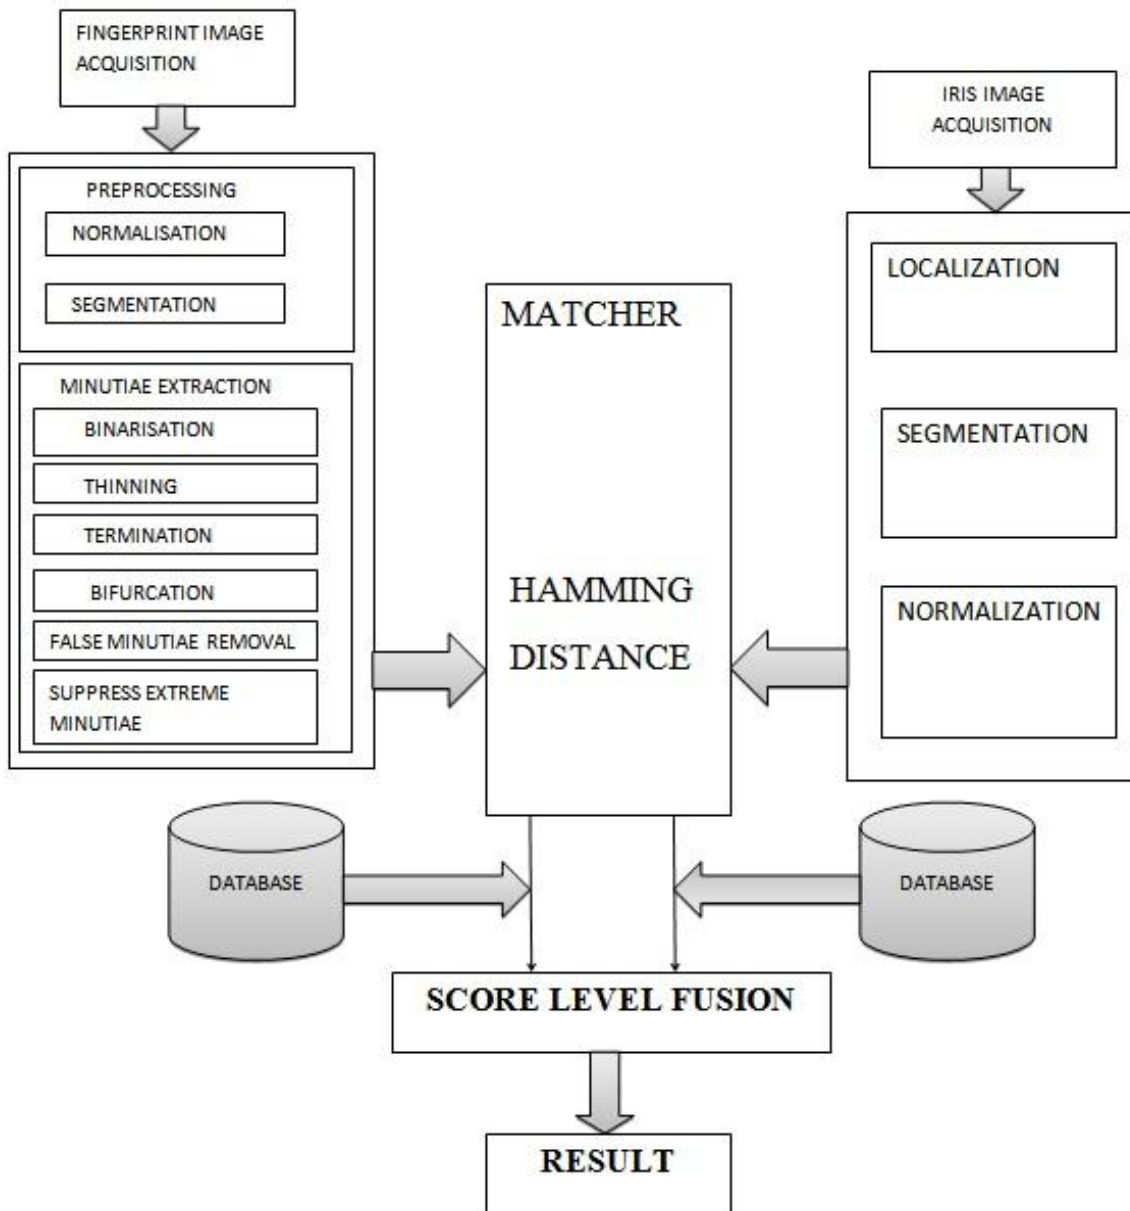 FINGERPRINT IMAGE
ACQUISITION
PREPROCESSING
NORMALISATION
SEGMENTATION
MINUTIAE EXTRACTION
BINARISATION
THINNING
TERMINATION
BIFURCATION
FALSE MINUTIAE REMOVAL
SUPPRESS EXTREME
MINUTIAE
MATCHER
HAMMING
DISTANCE
IRIS IMAGE
ACQUISITION
LOCALIZATION
SEGMENTATION
NORMALIZATION
DATABASE
DATABASE
SCORE LEVEL FUSION
RESULT